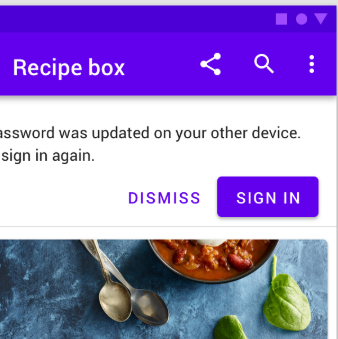 Recipe box
assword was updated on your other device.
sign in again.
DISMISS SIGN IN